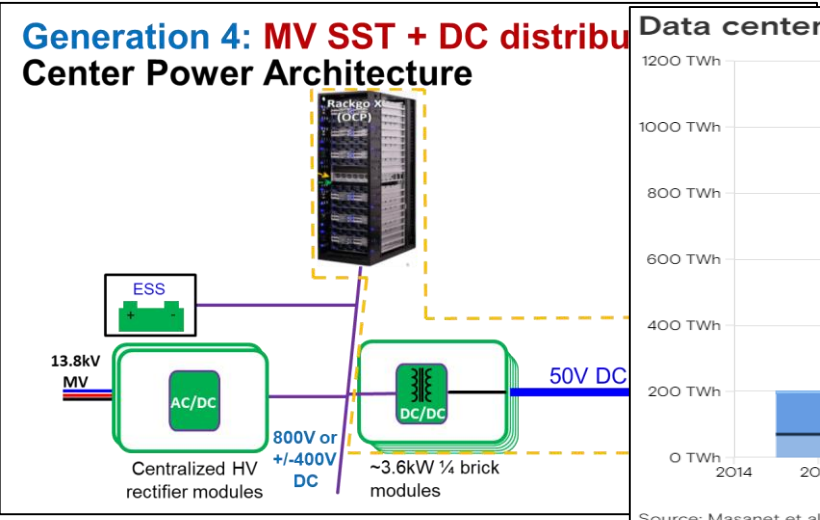 Generation 4: MV SST + DC distribu
Center Power Architecture
Rackgo X
(OCP)
ESS
+ -
13.8kV
MV
AC/DC
Centralized HV
rectifier modules
800V or
+/-400V
DC
DC/DC
~3.6kW ¼ brick
modules
50V DC
Data center
1200 TWh
1000 TWh
800 TWh
600 TWh
400 TWh
200 TWh
0 TWh
2014
20
Source: Masanet et al